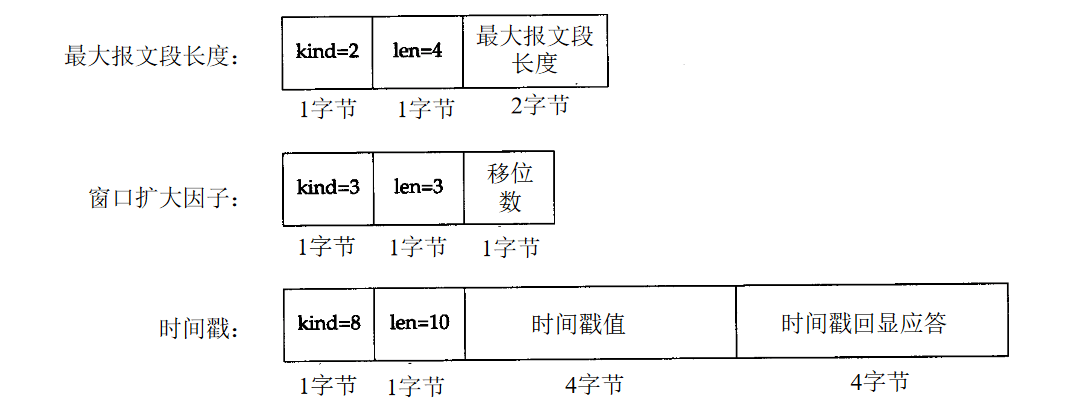 最大报文段长度: kind=2 len=4 最大报文段
长度
1字节 1字节 2字节
窗口扩大因子: kind=3 len=3 移位
数
1字节 1字节 1字节
时间戳: kind=8 len=10 时间戳值 时间戳回显应答
1字节 1字节 4字节 4字节